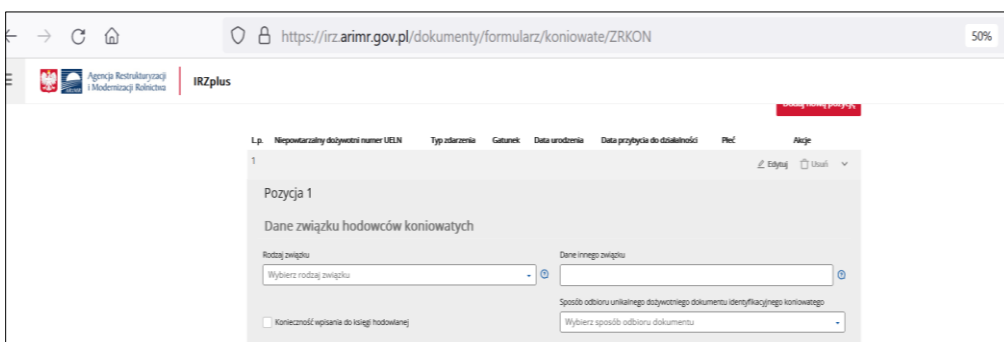 https://irz.arimr.gov.pl/dokumenty/formularz/koniowate/ZRKON 50%
Agencja Restrukturyzacji
i Modernizacji Rolnictwa
IRZplus
Dodaj nową pozycję
L.p. Niepowtarzalny dożywotni numer UELN Typ zdarzenia Gatunek Data urodzenia Data przybycia do działalności Płeć Akcje
1 Edytuj Usuń
Pozycja 1
Dane związku hodowców koniowatych
Rodzaj związku Dane innego związku
Wybierz rodzaj związku
Sposób odbioru unikalnego dożywotniego dokumentu identyfikacyjnego koniowatego
Konieczność wpisania do księgi hodowlanej Wybierz sposób odbioru dokumentu